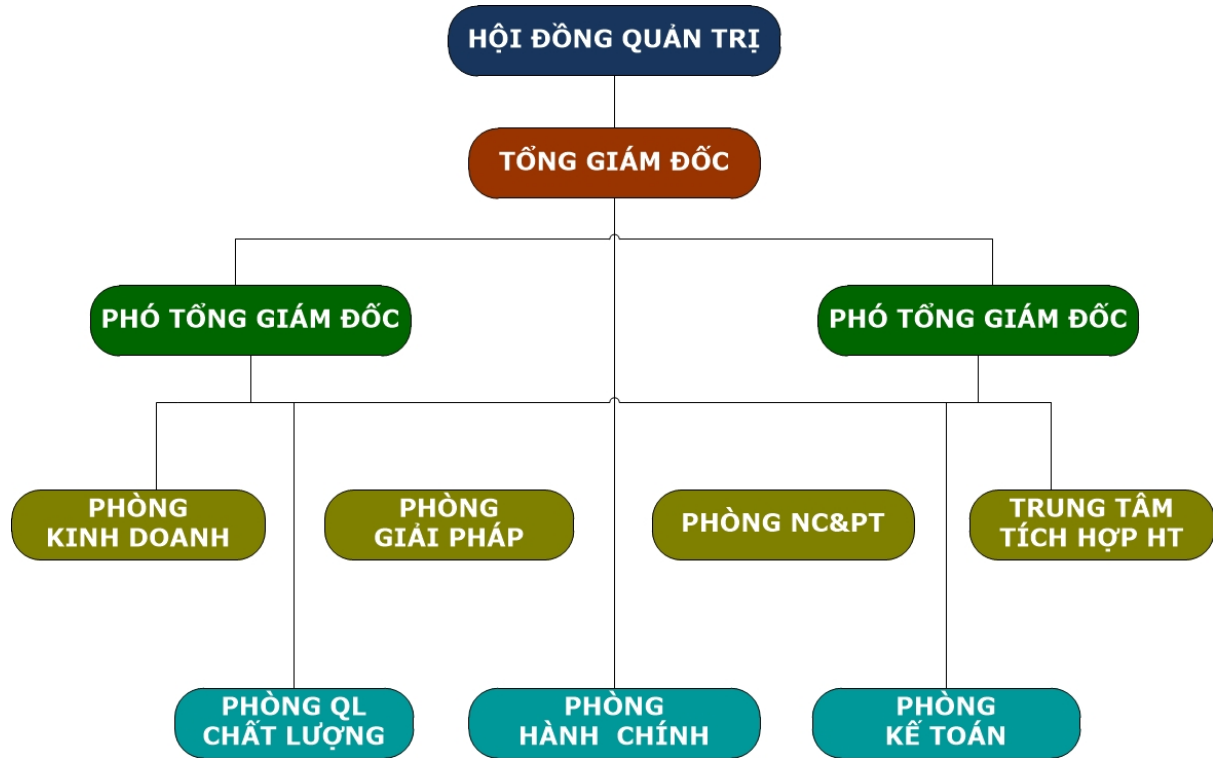 HỘI ĐỒNG QUẢN TRỊ
TỔNG GIÁM ĐỐC
PHÓ TỔNG GIÁM ĐỐC
PHÓ TỔNG GIÁM ĐỐC
PHÒNG
KINH DOANH
PHÒNG
GIẢI PHÁP
PHÒNG NC&PT
TRUNG TÂM
TÍCH HỢP HT
PHÒNG QL
CHẤT LƯỢNG
PHÒNG
HÀNH CHÍNH
PHÒNG
KẾ TOÁN